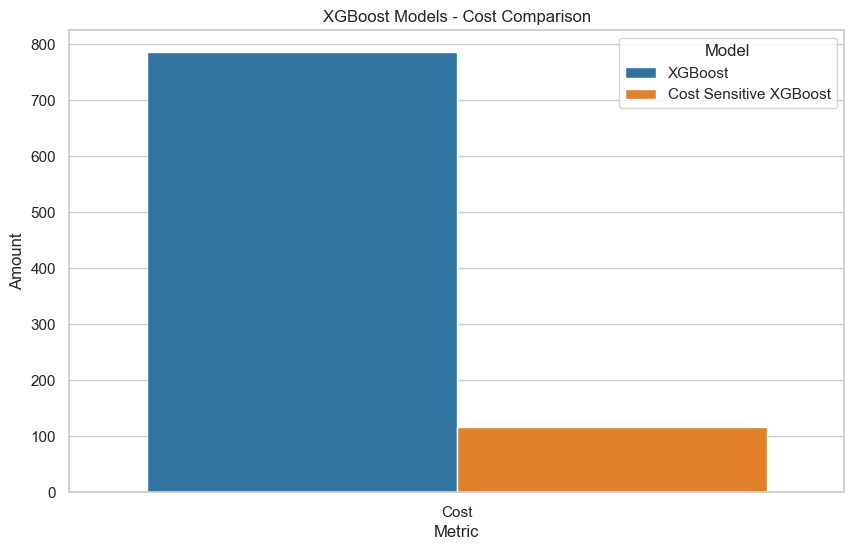 XGBoost Models - Cost Comparison
Model
XGBoost
Cost Sensitive XGBoost
Amount
800
700
600
500
400
300
200
100
0
Cost
Metric